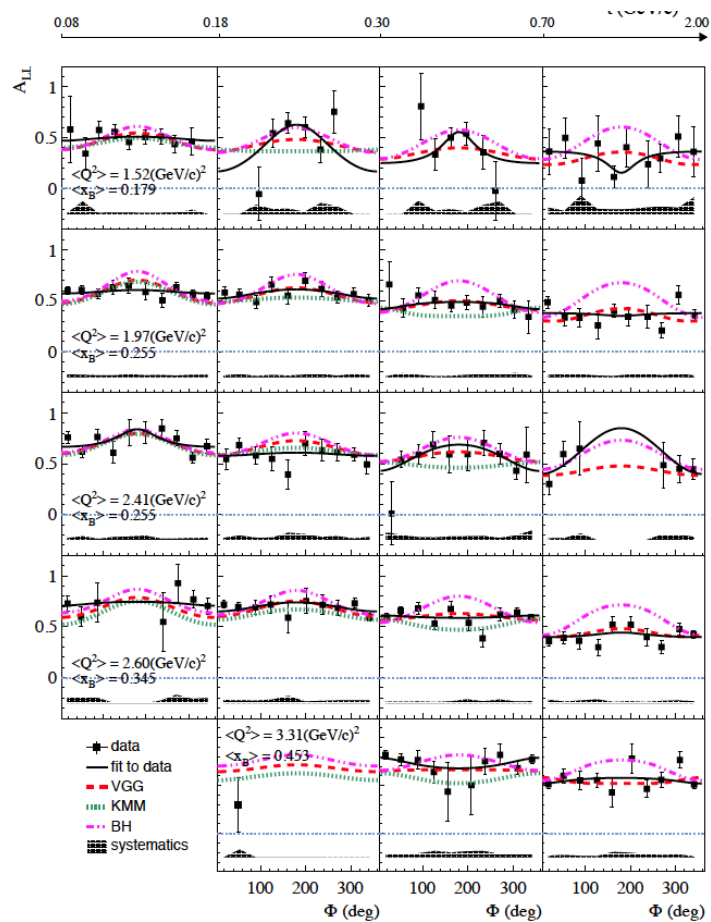 0.08 0.18 0.30 0.70 2.00
A_LL
1
0.5
0
<Q²> = 1.52(GeV/c)²
<x_B> = 0.179
1
0.5
0
<Q²> = 1.97(GeV/c)²
<x_B> = 0.255
1
0.5
0
<Q²> = 2.41(GeV/c)²
<x_B> = 0.255
1
0.5
0
<Q²> = 2.60(GeV/c)²
<x_B> = 0.345
<Q²> = 3.31(GeV/c)²
<x_B> = 0.453
data
fit to data
VGG
KMM
BH
systematics
100 200 300 100 200 300 100 200 300
Φ (deg) Φ (deg) Φ (deg)